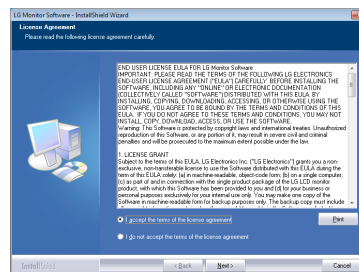 LG Monitor Software - InstallShield Wizard
License Agreement
Please read the following license agreement carefully.
END USER LICENSE EULA FOR LG Monitor Software
IMPORTANT: PLEASE READ THE TERMS OF THE FOLLOWING LG ELECTRONICS
END-USER LICENSE AGREEMENT ("EULA") CAREFULLY BEFORE INSTALLING THE
SOFTWARE, INCLUDING ANY "ONLINE" OR ELECTRONIC DOCUMENTATION
(COLLECTIVELY CALLED "SOFTWARE") DISTRIBUTED WITH THIS EULA. BY
INSTALLING, COPYING, DOWNLOADING, ACCESSING, OR OTHERWISE USING THE
SOFTWARE, YOU AGREE TO BE BOUND BY THE TERMS AND CONDITIONS OF THIS
EULA. IF YOU DO NOT AGREE TO THESE TERMS AND CONDITIONS, YOU MAY NOT
INSTALL, COPY, DOWNLOAD, ACCESS, OR USE THE SOFTWARE.
Warning: This Software is protected by copyright laws and international treaties. Unauthorized
reproduction of this Software, or any portion of it, may result in severe civil and criminal
penalties and will be prosecuted to the maximum extent possible under the law.
1. LICENSE GRANT
Subject to the terms of this EULA, LG Electronics Inc. ("LG Electronics") grants you a non-
exclusive, non-transferable license to use the Software distributed with this EULA during the
term of this EULA solely: (a) in machine-readable, object-code form; (b) on a single computer;
(c) as part of and in connection with the single product package of the LG LCD monitor
product, with which this Software has been provided to you and (d) for your business or
personal purposes exclusively for your internal use only. You may make one copy of the
Software in machine-readable form for backup purposes only. The backup copy must include
I accept the terms of the license agreement
Print
I do not accept the terms of the license agreement
InstallShield
< Back
Next >
Cancel